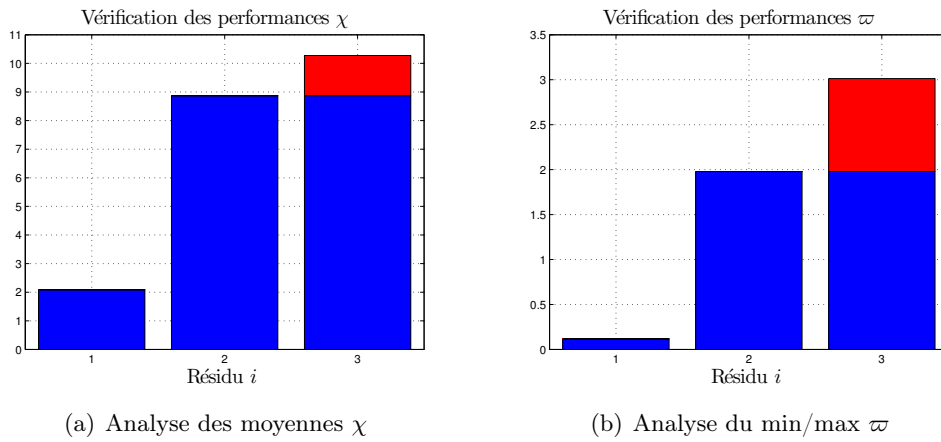 Vérification des performances χ
11
10
9
8
7
6
5
4
3
2
1
0
1 2 3
Résidu i
(a) Analyse des moyennes χ
Vérification des performances ϖ
3.5
3
2.5
2
1.5
1
0.5
0
1 2 3
Résidu i
(b) Analyse du min/max ϖ